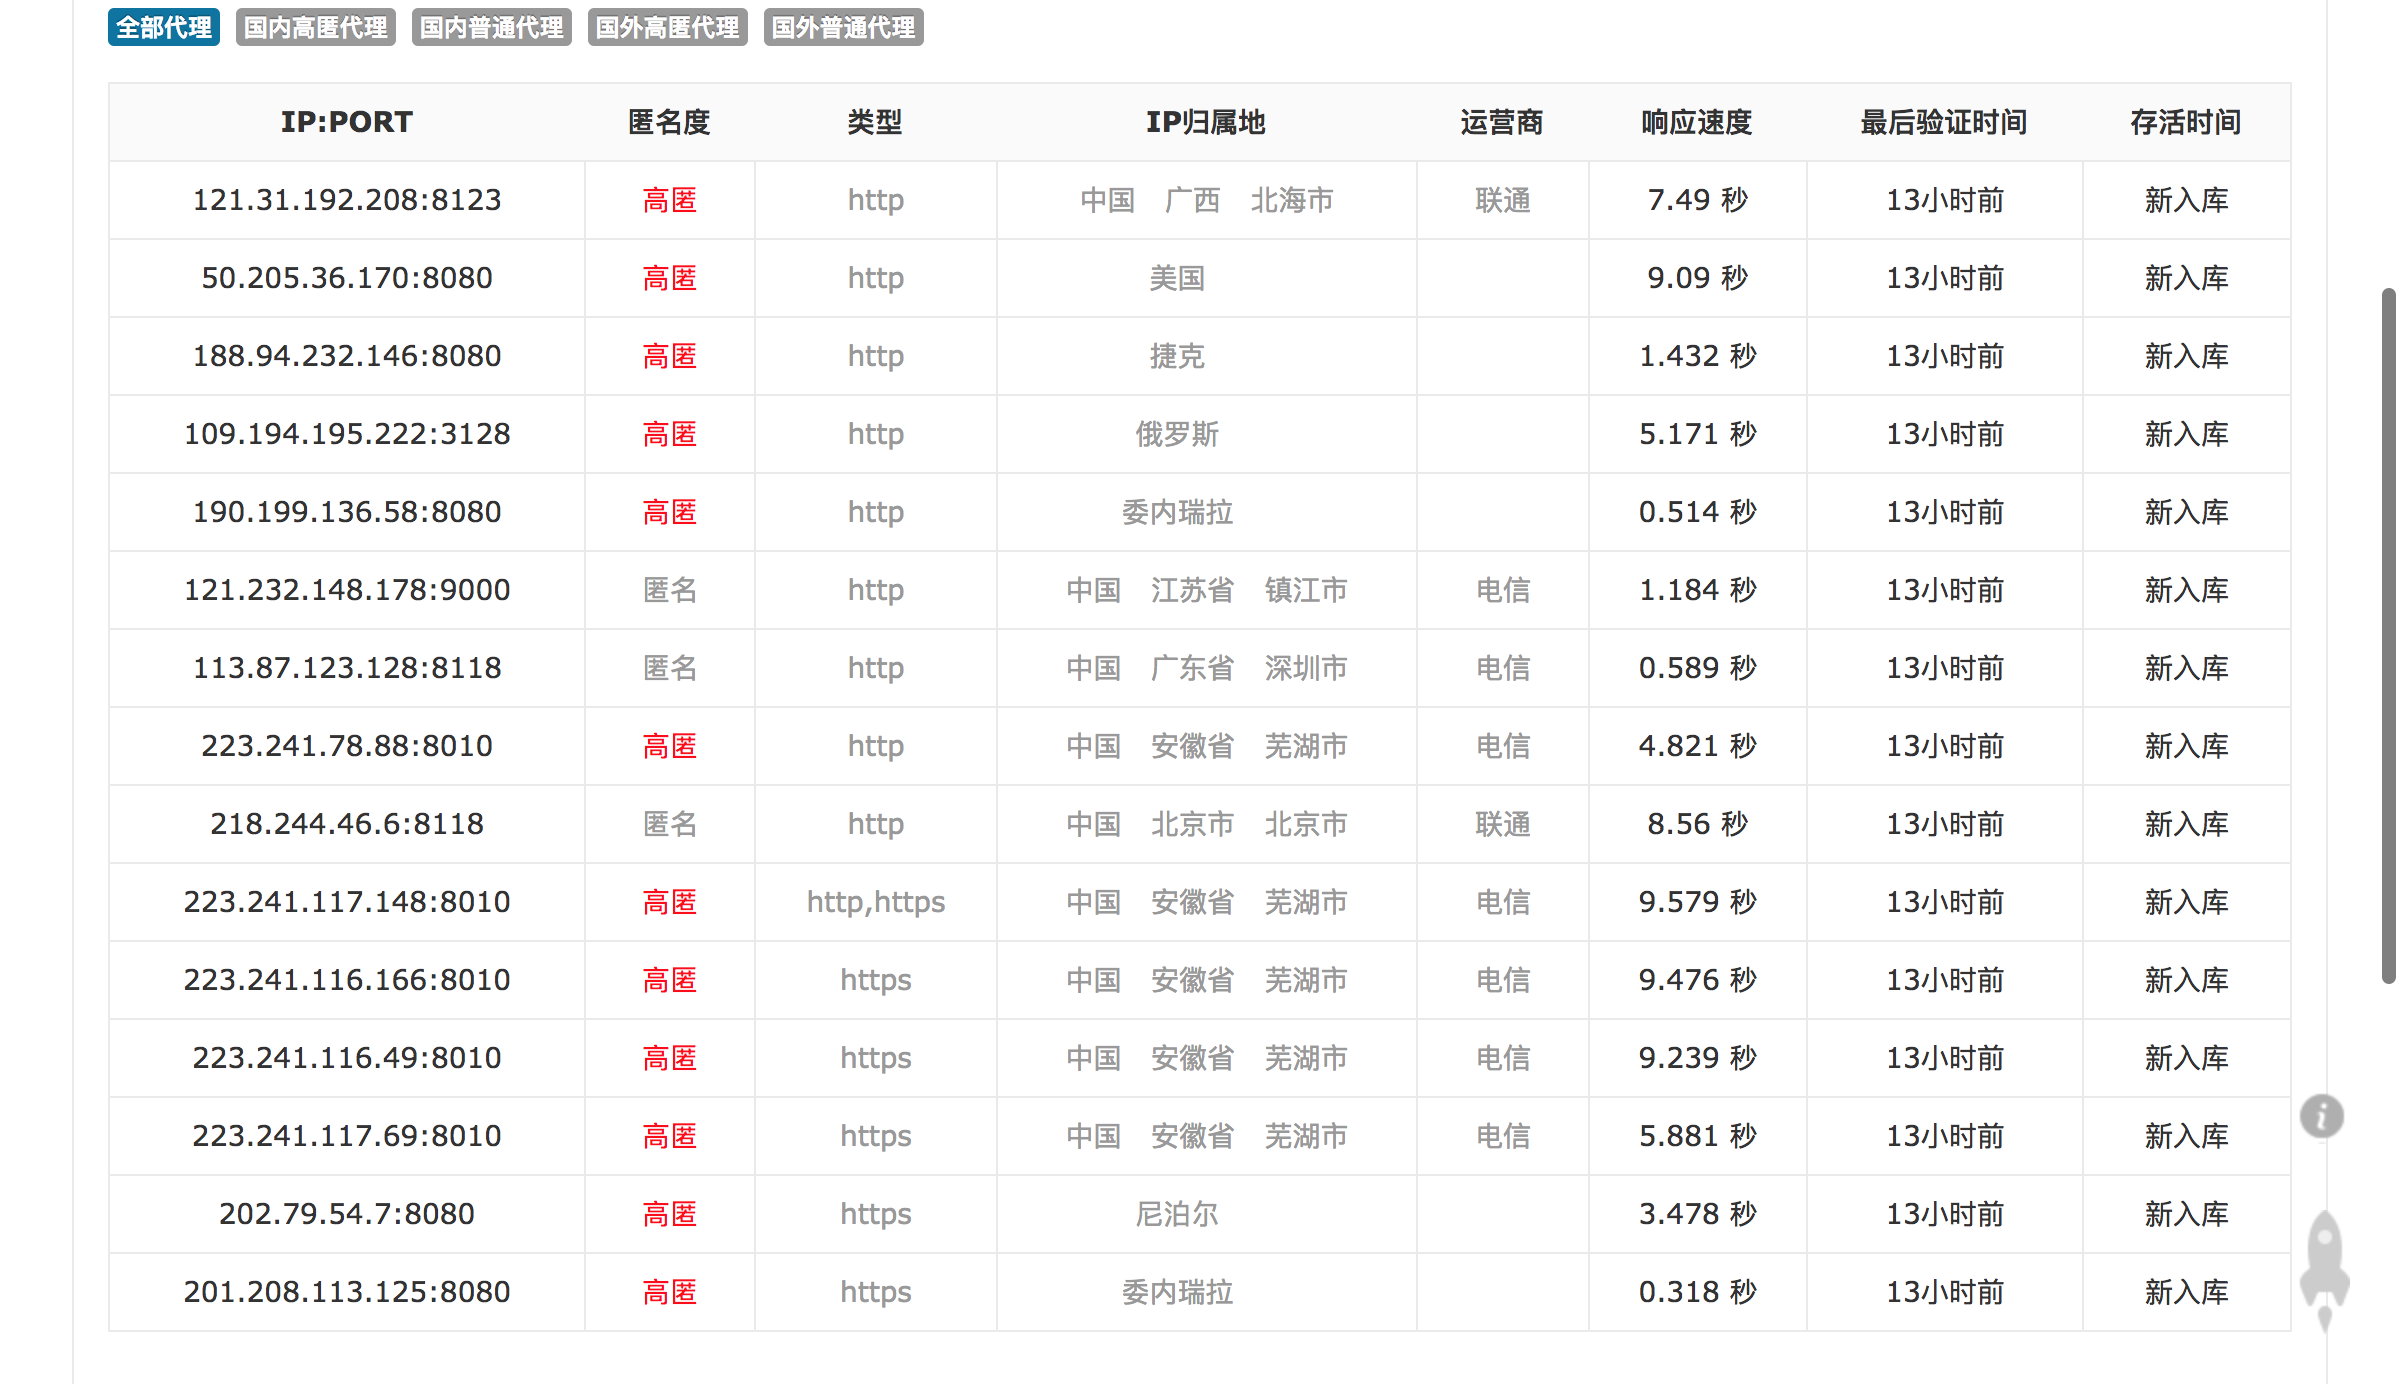 全部代理 国内高匿代理 国内普通代理 国外高匿代理 国外普通代理
IP:PORT 匿名度 类型 IP归属地 运营商 响应速度 最后验证时间 存活时间
121.31.192.208:8123 高匿 http 中国 广西 北海市 联通 7.49 秒 13小时前 新入库
50.205.36.170:8080 高匿 http 美国 9.09 秒 13小时前 新入库
188.94.232.146:8080 高匿 http 捷克 1.432 秒 13小时前 新入库
109.194.195.222:3128 高匿 http 俄罗斯 5.171 秒 13小时前 新入库
190.199.136.58:8080 高匿 http 委内瑞拉 0.514 秒 13小时前 新入库
121.232.148.178:9000 匿名 http 中国 江苏省 镇江市 电信 1.184 秒 13小时前 新入库
113.87.123.128:8118 匿名 http 中国 广东省 深圳市 电信 0.589 秒 13小时前 新入库
223.241.78.88:8010 高匿 http 中国 安徽省 芜湖市 电信 4.821 秒 13小时前 新入库
218.244.46.6:8118 匿名 http 中国 北京市 北京市 联通 8.56 秒 13小时前 新入库
223.241.117.148:8010 高匿 http,https 中国 安徽省 芜湖市 电信 9.579 秒 13小时前 新入库
223.241.116.166:8010 高匿 https 中国 安徽省 芜湖市 电信 9.476 秒 13小时前 新入库
223.241.116.49:8010 高匿 https 中国 安徽省 芜湖市 电信 9.239 秒 13小时前 新入库
223.241.117.69:8010 高匿 https 中国 安徽省 芜湖市 电信 5.881 秒 13小时前 新入库
202.79.54.7:8080 高匿 https 尼泊尔 3.478 秒 13小时前 新入库
201.208.113.125:8080 高匿 https 委内瑞拉 0.318 秒 13小时前 新入库